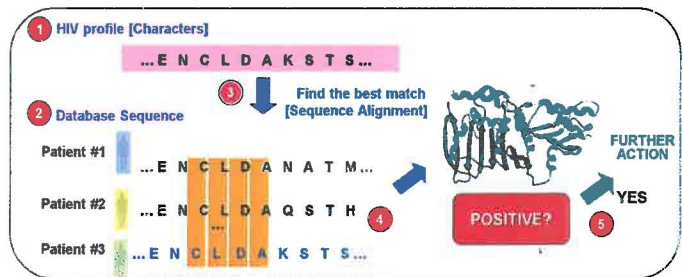 1 HIV profile [Characters]
...E N C L D A K S T S...
3 Find the best match
[Sequence Alignment]
2 Database Sequence
Patient #1 ...E N C L D A N A T M...
Patient #2 ...E N C L D A Q S T H
...
Patient #3 ...E N C L D A K S T S...
4
POSITIVE?
5
FURTHER
ACTION
YES